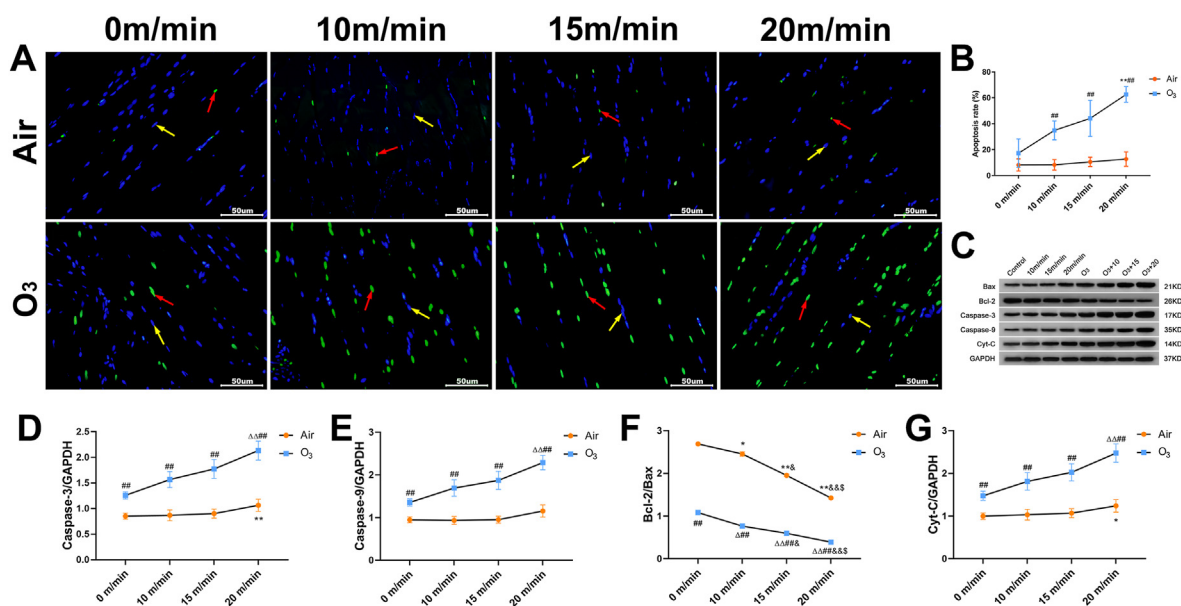 0m/min 10m/min 15m/min 20m/min
A
Air
50um 50um 50um 50um
O₃
50um 50um 50um 50um
B
Apoptosis rate (%)
80
60
40
20
0
0 m/min 10 m/min 15 m/min 20 m/min
## ## **##
Air
O₃
C
Control 10m/min 15m/min 20m/min O₃ O₃+10 O₃+15 O₃+20
Bax 21KD
Bcl-2 26KD
Caspase-3 17KD
Caspase-9 35KD
Cyt-C 14KD
GAPDH 37KD
D
Caspase-3/GAPDH
2.5
2.0
1.5
1.0
0.5
0.0
0 m/min 10 m/min 15 m/min 20 m/min
## ## ## ΔΔ##
**
Air
O₃
E
Caspase-9/GAPDH
3
2
1
0
0 m/min 10 m/min 15 m/min 20 m/min
## ## ## ΔΔ##
Air
O₃
F
Bcl-2/Bax
3
2
1
0
0 m/min 10 m/min 15 m/min 20 m/min
* **& **&&$
## Δ## ΔΔ##& ΔΔ##&&$
Air
O₃
G
Cyt-C/GAPDH
3
2
1
0
0 m/min 10 m/min 15 m/min 20 m/min
## ## ## ΔΔ##
*
Air
O₃